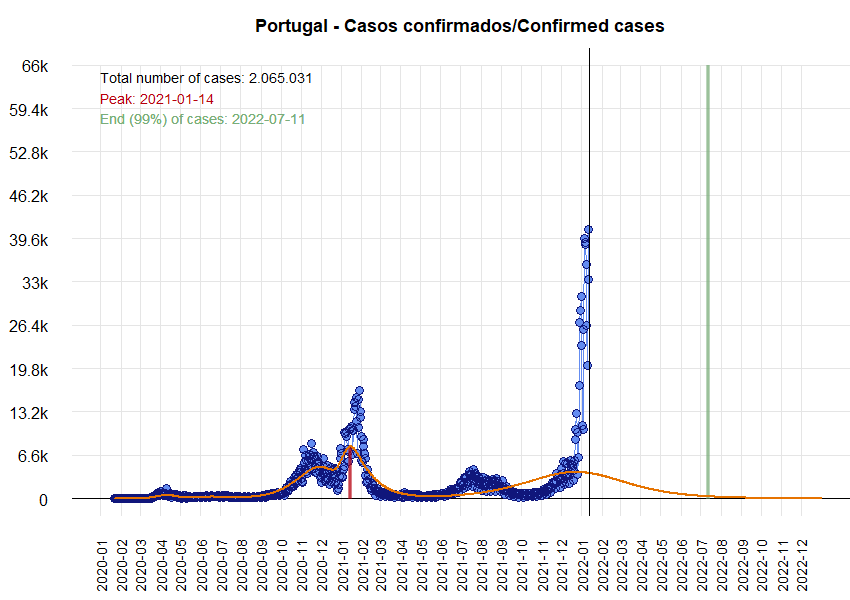 Portugal - Casos confirmados/Confirmed cases
66k
59.4k
52.8k
46.2k
39.6k
33k
26.4k
19.8k
13.2k
6.6k
0
Total number of cases: 2.065.031
Peak: 2021-01-14
End (99%) of cases: 2022-07-11
2020-01
2020-02
2020-03
2020-04
2020-05
2020-06
2020-07
2020-08
2020-09
2020-10
2020-11
2020-12
2021-01
2021-02
2021-03
2021-04
2021-05
2021-06
2021-07
2021-08
2021-09
2021-10
2021-11
2021-12
2022-01
2022-02
2022-03
2022-04
2022-05
2022-06
2022-07
2022-08
2022-09
2022-10
2022-11
2022-12